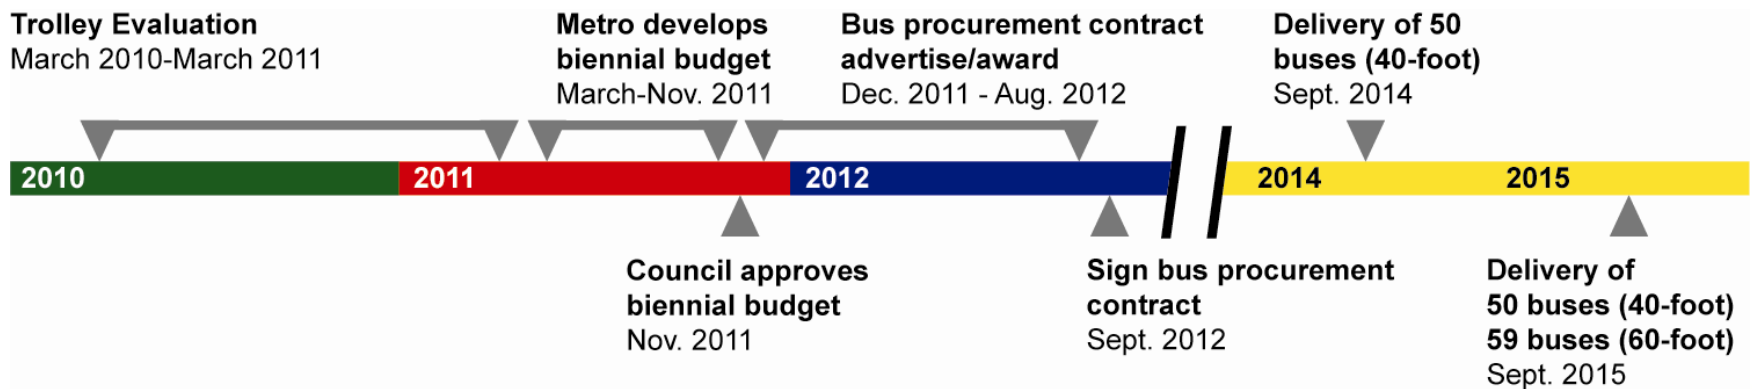 Trolley Evaluation
March 2010-March 2011
Metro develops
biennial budget
March-Nov. 2011
Bus procurement contract
advertise/award
Dec. 2011 - Aug. 2012
Delivery of 50
buses (40-foot)
Sept. 2014
2010
2011
2012
2014
2015
Council approves
biennial budget
Nov. 2011
Sign bus procurement
contract
Sept. 2012
Delivery of
50 buses (40-foot)
59 buses (60-foot)
Sept. 2015